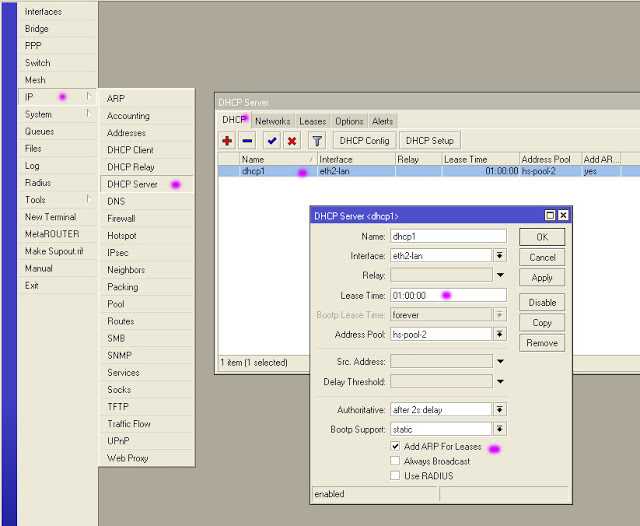 Interfaces
Bridge
PPP
Switch
Mesh
IP
System
Queues
Files
Log
Radius
Tools
New Terminal
MetaROUTER
Make Supout.rif
Manual
Exit
ARP
Accounting
Addresses
DHCP Client
DHCP Relay
DHCP Server
DNS
Firewall
Hotspot
IPsec
Neighbors
Packing
Pool
Routes
SMB
SNMP
Services
Socks
TFTP
Traffic Flow
UPnP
Web Proxy
DHCP Server
DHCP Networks Leases Options Alerts
DHCP Config DHCP Setup
Name Interface Relay Lease Time Address Pool Add AR...
dhcp1 eth2-lan 01:00:00 hs-pool-2 yes
1 item (1 selected)
DHCP Server <dhcp1>
Name: dhcp1 OK
Interface: eth2-lan Cancel
Relay: Apply
Lease Time: 01:00:00 Disable
Bootp Lease Time: forever Copy
Address Pool: hs-pool-2 Remove
Src. Address:
Delay Threshold:
Authoritative: after 2s delay
Bootp Support: static
Add ARP For Leases
Always Broadcast
Use RADIUS
enabled